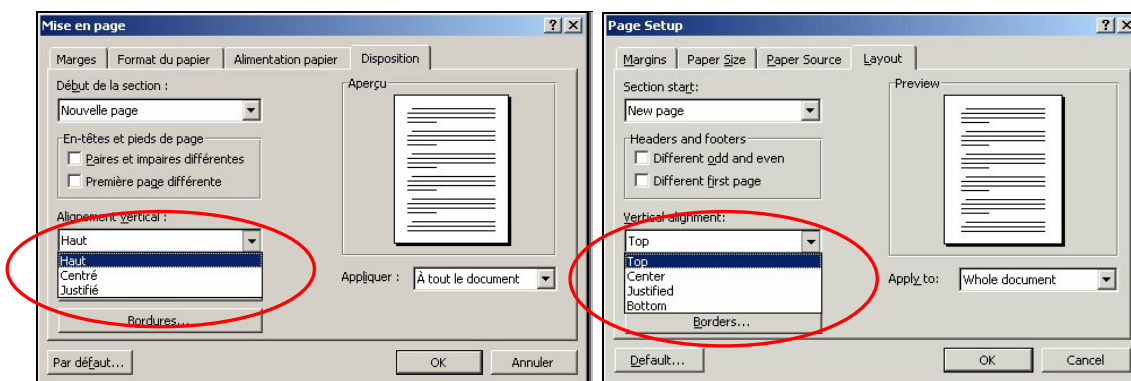 Mise en page
Marges Format du papier Alimentation papier Disposition
Début de la section :
Nouvelle page
En-têtes et pieds de page
Paires et impaires différentes
Première page différente
Alignement vertical :
Haut
Haut
Centré
Justifié
Bordures...
Aperçu
Appliquer : À tout le document
Par défaut... OK Annuler
Page Setup
Margins Paper Size Paper Source Layout
Section start:
New page
Headers and footers
Different odd and even
Different first page
Vertical alignment:
Top
Top
Center
Justified
Bottom
Borders...
Preview
Apply to: Whole document
Default... OK Cancel